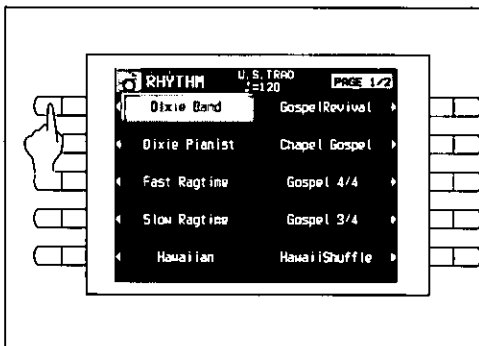 RHYTHM U.S.TRAD PAGE 1/2
♩=120
Dixie Band GospelRevival
Dixie Pianist Chapel Gospel
Fast Ragtime Gospel 4/4
Slow Ragtime Gospel 3/4
Hawaiian HawaiiShuffle